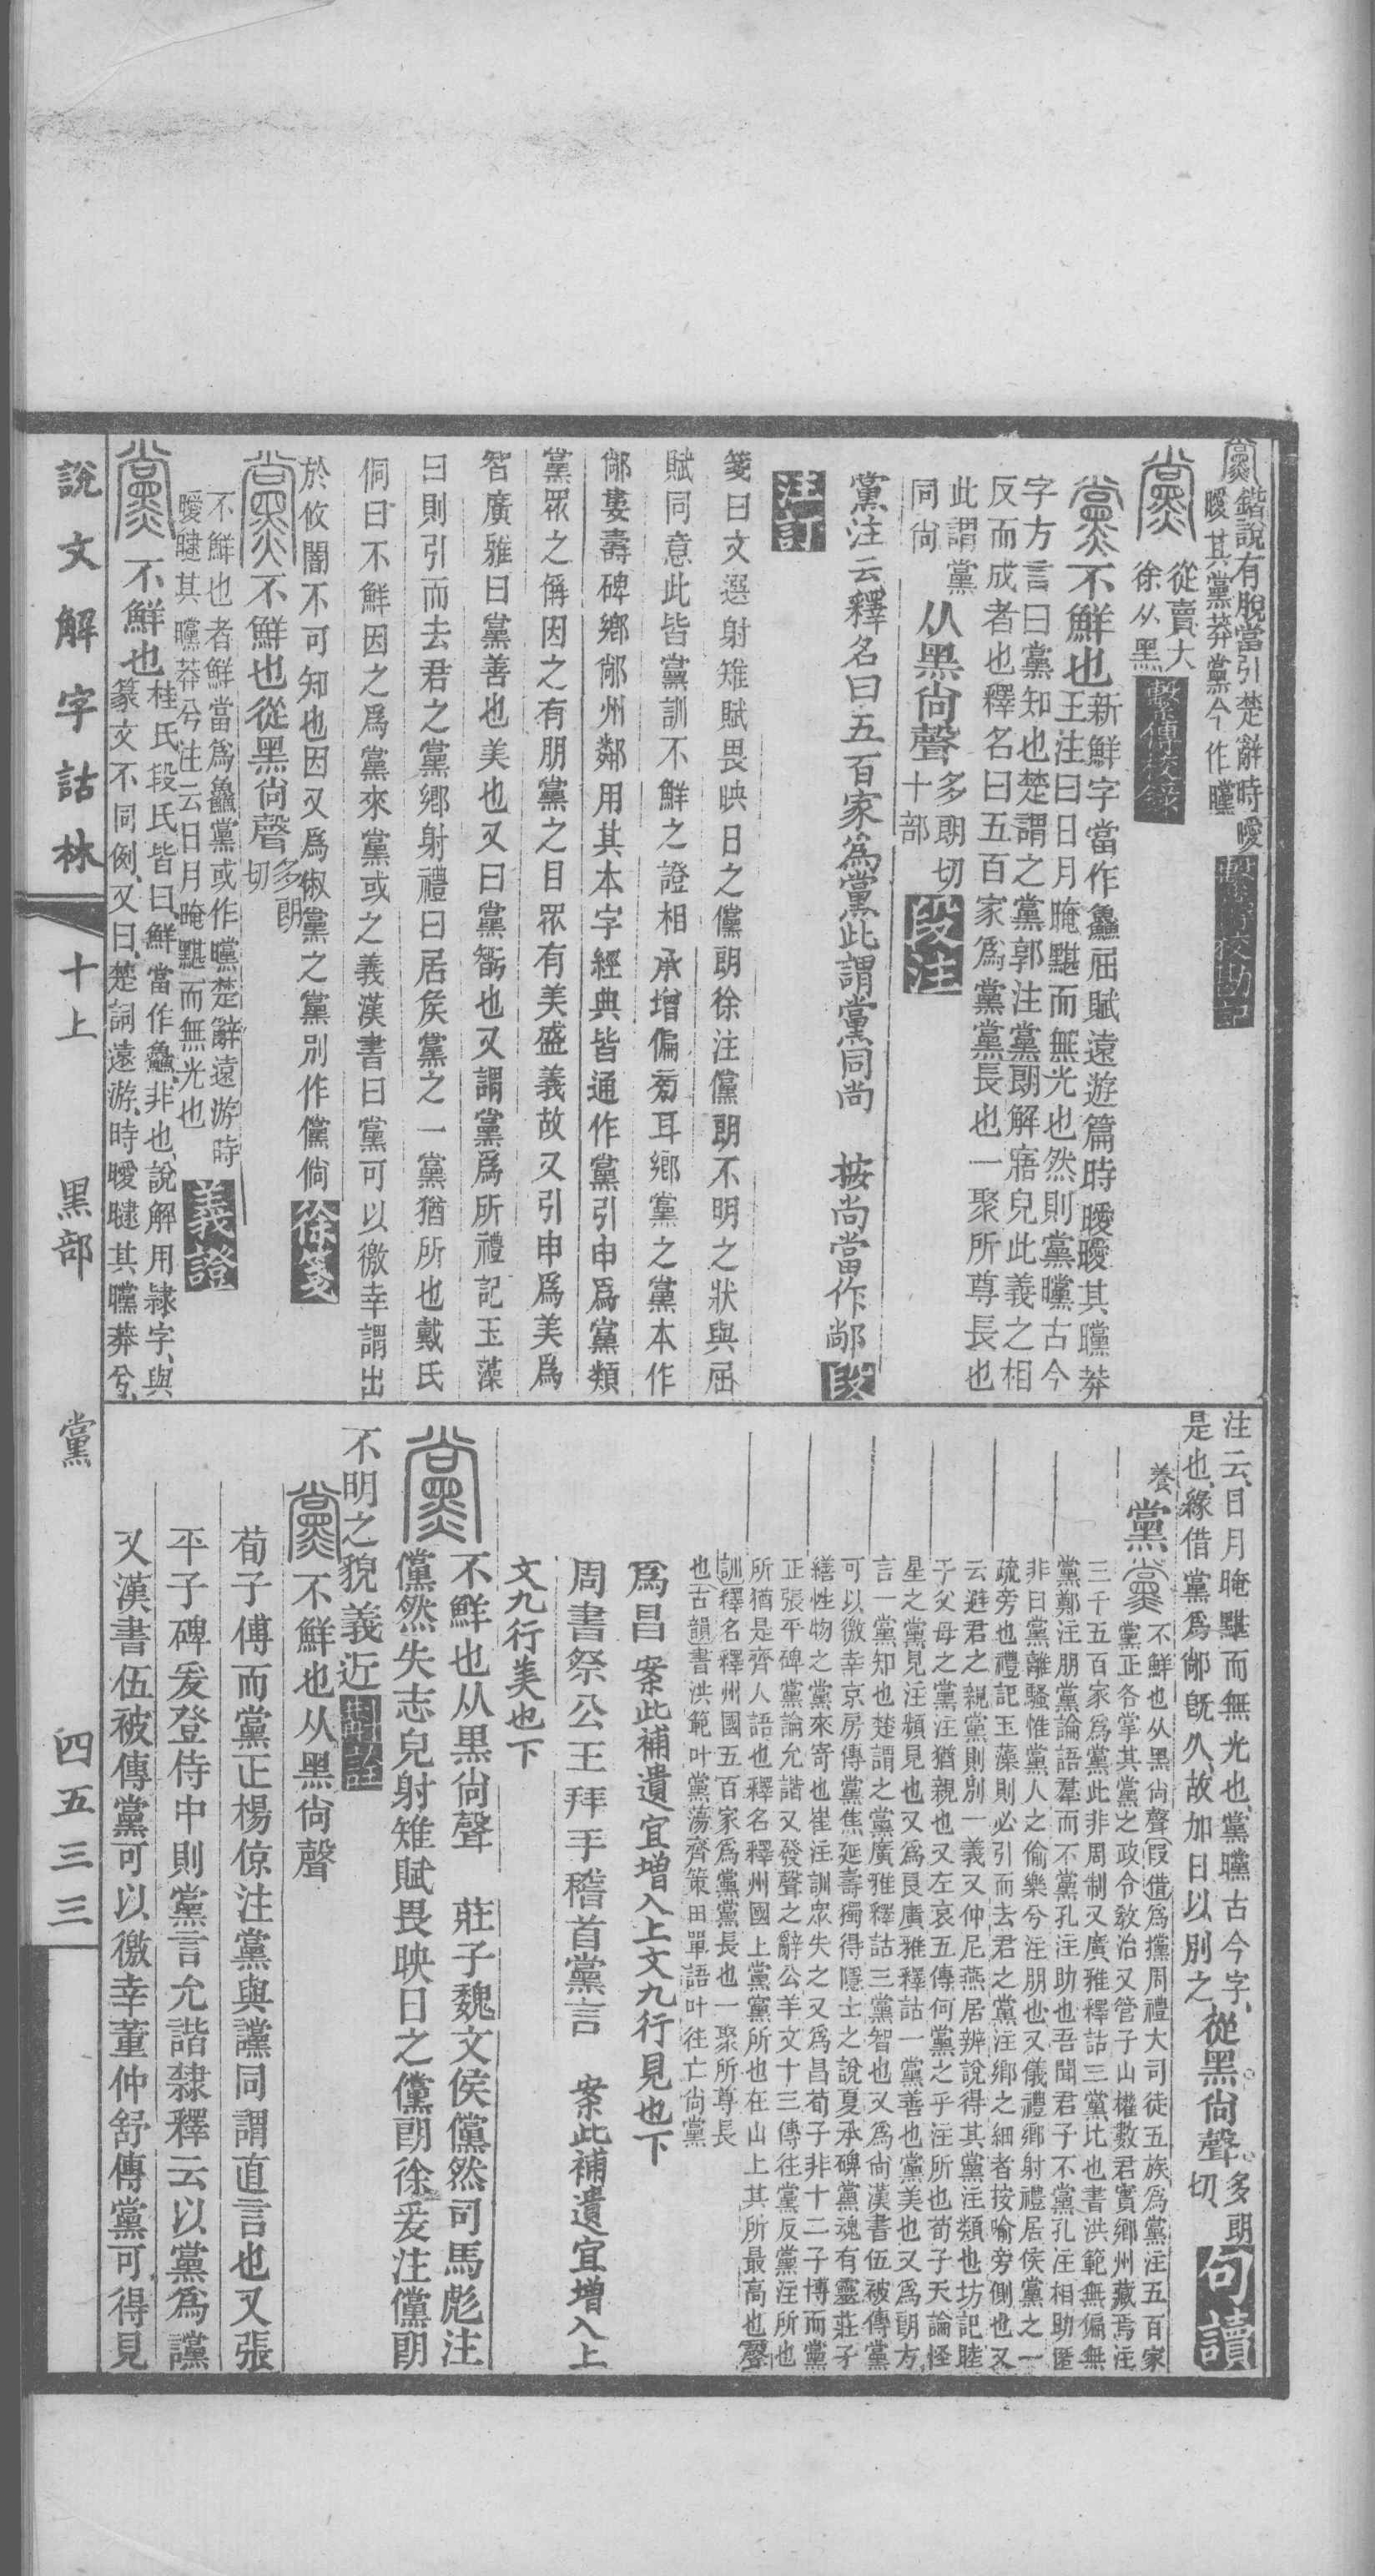 黨鍇說有脫當引楚辭時曖
曃其黨莽黨今作曭
繫傳校勘記
黨從賣大
徐从黑
繫傳校錄
黨不鮮也新鮮字當作鱻屈賦遠遊篇時曖曖其曭莽
王注曰日月晻黮而無光也然則黨曭古今
字方言曰黨知也楚謂之黨郭注黨朗解寤皃此義之相
反而成者也釋名曰五百家爲黨黨長也一聚所尊長也
此謂黨
同尙
从黑尙聲多朗切
十部
段注
黨注云釋名曰五百家爲黨此謂黨同尙 按尙當作鄙段
注訂
箋曰文選射雉賦畏映日之儻朗徐注儻朗不明之狀與屈
賦同意此皆黨訓不鮮之證相承增偏旁耳鄉黨之黨本作
鄕婁壽碑鄉鄕州鄰用其本字經典皆通作黨引申爲黨類
黨眾之偁因之有朋黨之目眾有美盛義故又引申爲美爲
智廣雅曰黨善也美也又曰黨䜿也又謂黨爲所禮記玉藻
曰則引而去君之黨鄉射禮曰居矦黨之一黨猶所也戴氏
侗曰不鮮因之爲黨來黨或之義漢書曰黨可以徼幸謂出
於攸闇不可知也因又爲俶黨之黨別作儻倘徐箋
黨不鮮也從黑尙聲多朗
切
不鮮也者鮮當爲鱻黨或作曭楚辭遠游時
曖曃其曭莽兮注云日月晻黮而無光也
義證
黨不鮮也桂氏段氏皆曰鮮當作鱻非也說解用隸字與
篆文不同例又曰楚詞遠游時曖曃其曭莽兮
注云日月晻黮而無光也黨曭古今字
是也緣借黨爲鄕旣久故加日以別之
從黑尙聲多朗
切
句讀
養黨黨不鮮也从黑尙聲叚借爲攩周禮大司徒五族爲黨注五百家
黨正各掌其黨之政令敎治又管子山權數君實鄉州藏焉注
三千五百家爲黨此非周制又廣雅釋詁三黨比也書洪範無偏無
黨鄭注朋黨論語羣而不黨孔注助也吾聞君子不黨孔注相助匿
非曰黨離騷惟黨人之偷樂兮注朋也又儀禮鄉射禮居侯黨之一
疏旁也禮記玉藻則必引而去君之黨注鄉之細者按喻旁側也又
云避君之親黨則別一義又仲尼燕居辨說得其黨注類也坊記睦
于父母之黨注猶親也又左哀五傳何黨之乎注所也荀子天論怪
星之黨見注頻見也又爲良廣雅釋詁一黨善也黨美也又爲朗方
言一黨知也楚謂之黨廣雅釋詁三黨智也又爲尙漢書伍被傳黨
可以徼幸京房傳黨焦延壽獨得隱士之說夏承碑黨魂有靈莊子
繕性物之黨來寄也崔注訓眾失之又爲昌荀子非十二子博而黨
正張平碑黨論允諧又發聲之辭公羊文十三傳往黨反黨注所也
所猶是齊人語也釋名釋州國上黨黨所也在山上其所最高也聲
訓釋名釋州國五百家爲黨黨長也一聚所尊長
也古韻書洪範叶黨蕩齊策田單語叶往亡尙黨
爲昌 案此補遺宜增入上文九行見也下
周書祭公王拜手稽首黨言 案此補遺宜增入上
文九行美也下
黨不鮮也从黑尙聲 莊子魏文侯儻然司馬彪注
儻然失志皃射雉賦畏映日之儻朗徐爰注儻朗
不明之貌義近
黨不鮮也从黑尙聲
荀子傅而黨正楊倞注黨與讜同謂直言也又張
平子碑爰登侍中則黨言允諧隸釋云以黨爲讜
又漢書伍被傳黨可以徼幸董仲舒傳黨可得見
說文解字詁林 十上 黑部 黨 四五三三